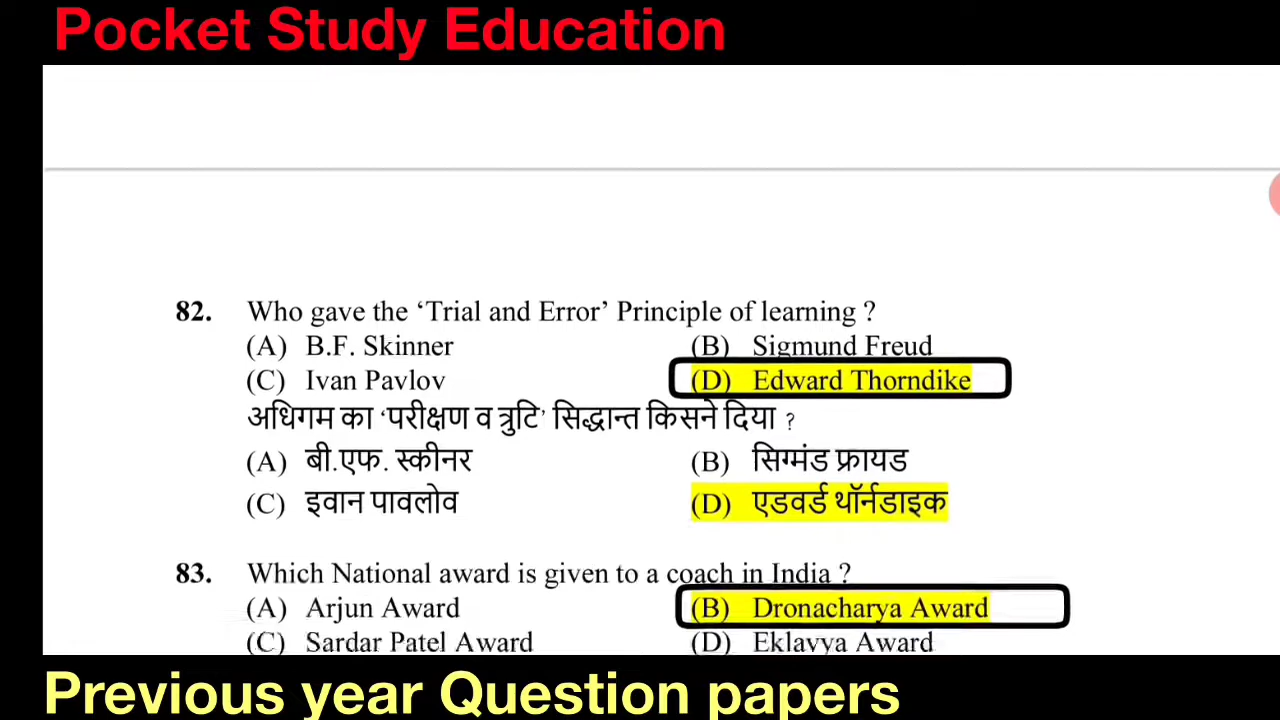 Pocket Study Education
82. Who gave the ‘Trial and Error’ Principle of learning ?
(A) B.F. Skinner (B) Sigmund Freud
(C) Ivan Pavlov (D) Edward Thorndike
अधिगम का ‘परीक्षण व त्रुटि’ सिद्धान्त किसने दिया ?
(A) बी.एफ. स्कीनर (B) सिग्मंड फ्रायड
(C) इवान पावलोव (D) एडवर्ड थॉर्नडाइक
83. Which National award is given to a coach in India ?
(A) Arjun Award (B) Dronacharya Award
(C) Sardar Patel Award (D) Eklavya Award
Previous year Question papers